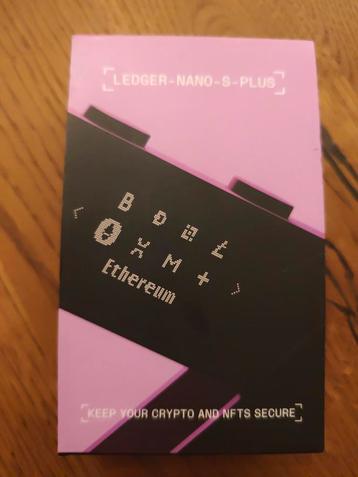 LEDGER-NANO-S-PLUS
Ethereum
KEEP YOUR CRYPTO AND NFTS SECURE